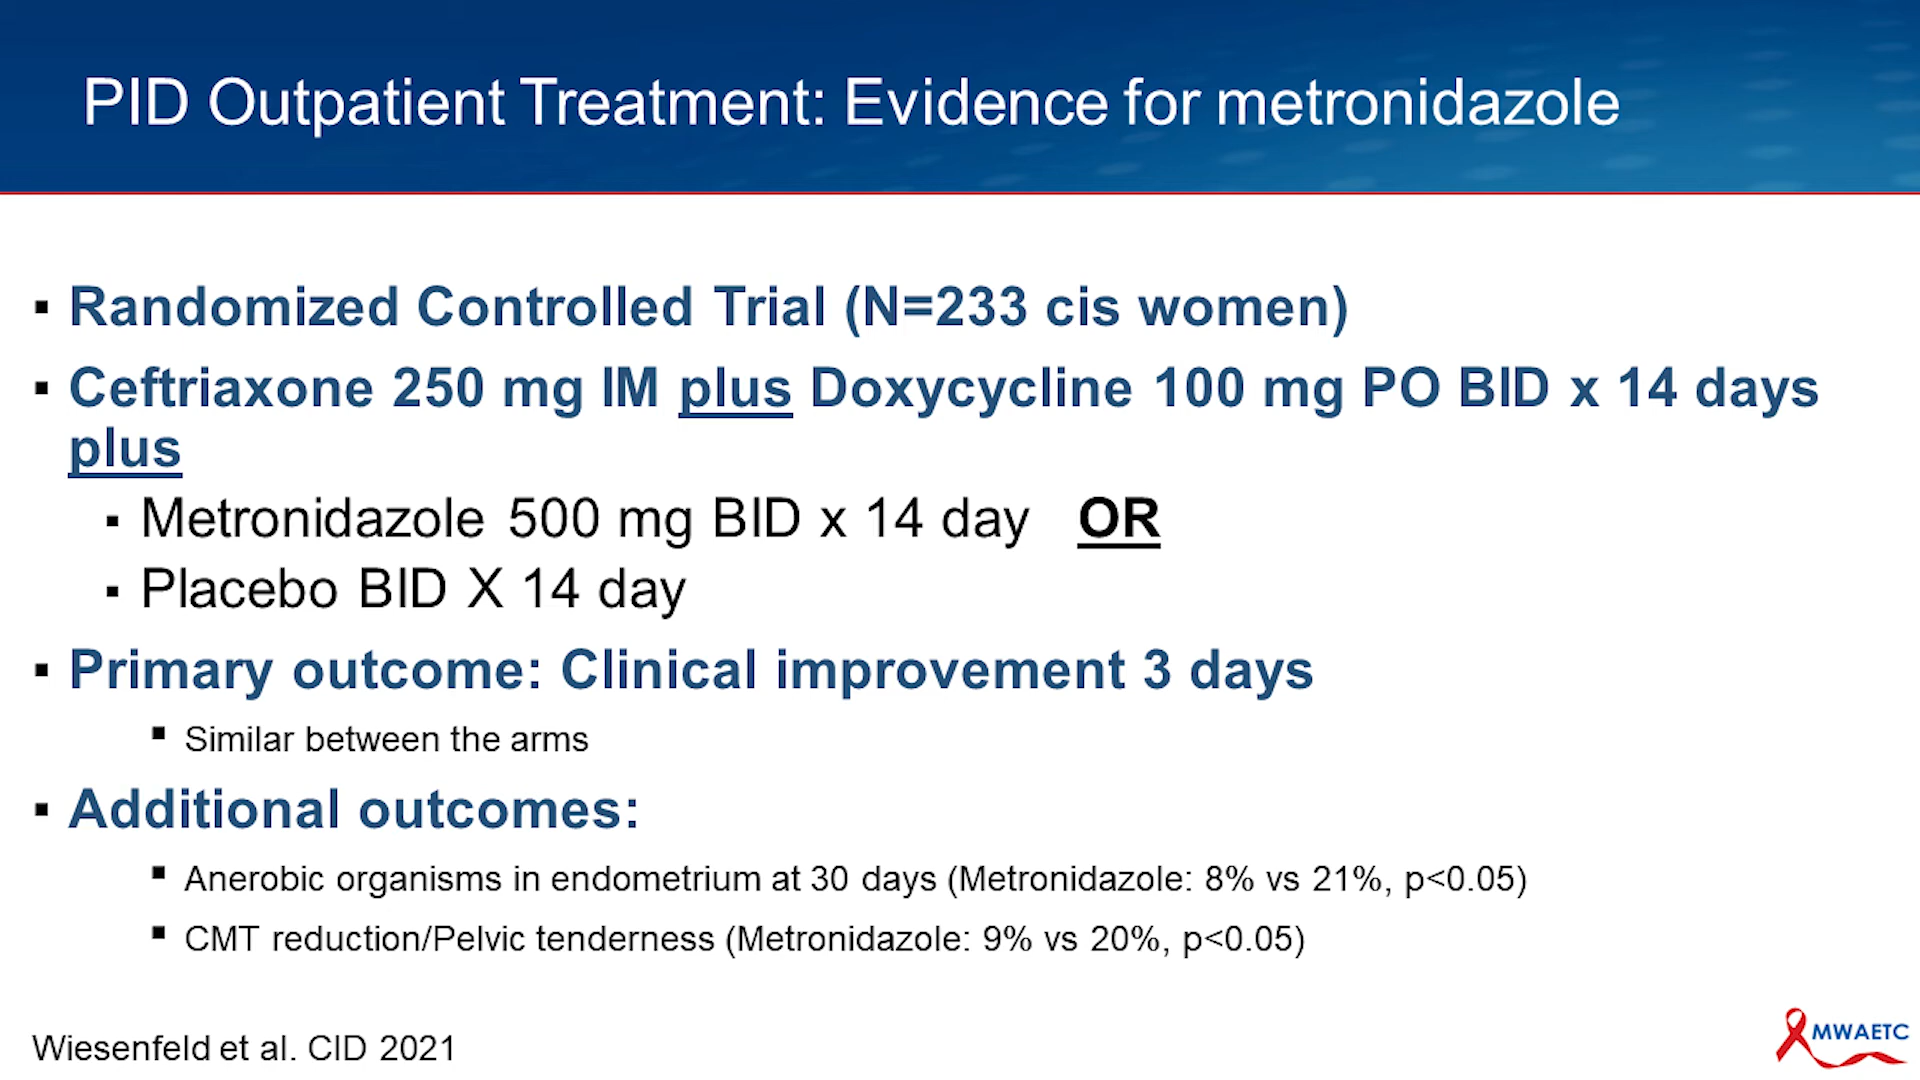 PID Outpatient Treatment: Evidence for metronidazole
▪ Randomized Controlled Trial (N=233 cis women)
▪ Ceftriaxone 250 mg IM plus Doxycycline 100 mg PO BID x 14 days
plus
▪ Metronidazole 500 mg BID x 14 day OR
▪ Placebo BID X 14 day
▪ Primary outcome: Clinical improvement 3 days
▪ Similar between the arms
▪ Additional outcomes:
▪ Anerobic organisms in endometrium at 30 days (Metronidazole: 8% vs 21%, p<0.05)
▪ CMT reduction/Pelvic tenderness (Metronidazole: 9% vs 20%, p<0.05)
Wiesenfeld et al. CID 2021
MWAETC